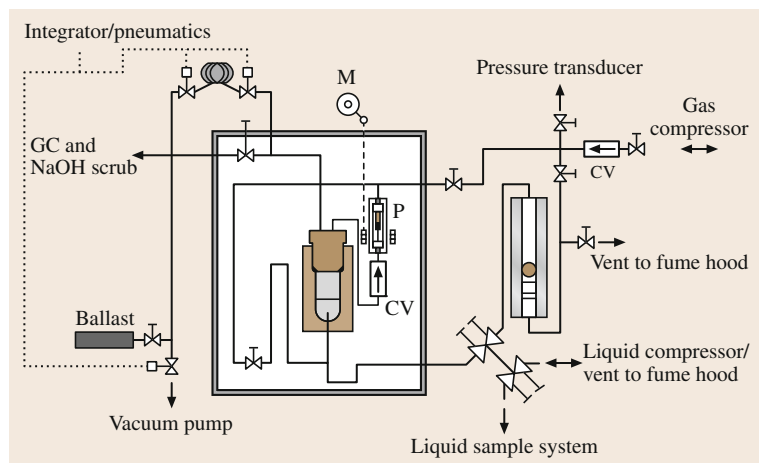 Integrator/pneumatics
M
Pressure transducer
Gas
compressor
GC and
NaOH scrub
CV
P
Vent to fume hood
CV
Ballast
Liquid compressor/
vent to fume hood
Vacuum pump
Liquid sample system